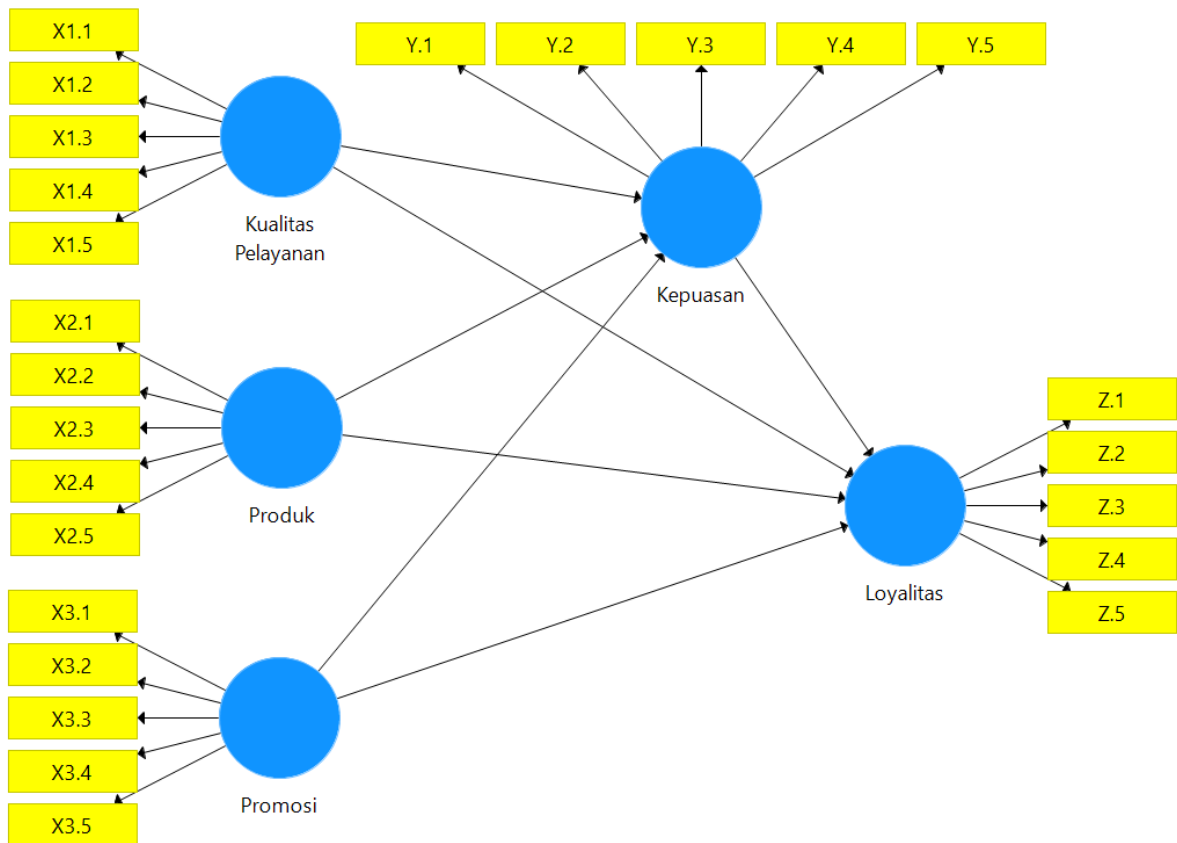 X1.1
X1.2
X1.3
X1.4
X1.5
Kualitas
Pelayanan
Y.1
Y.2
Y.3
Y.4
Y.5
Kepuasan
X2.1
X2.2
X2.3
X2.4
X2.5
Produk
Z.1
Z.2
Z.3
Z.4
Z.5
Loyalitas
X3.1
X3.2
X3.3
X3.4
X3.5
Promosi